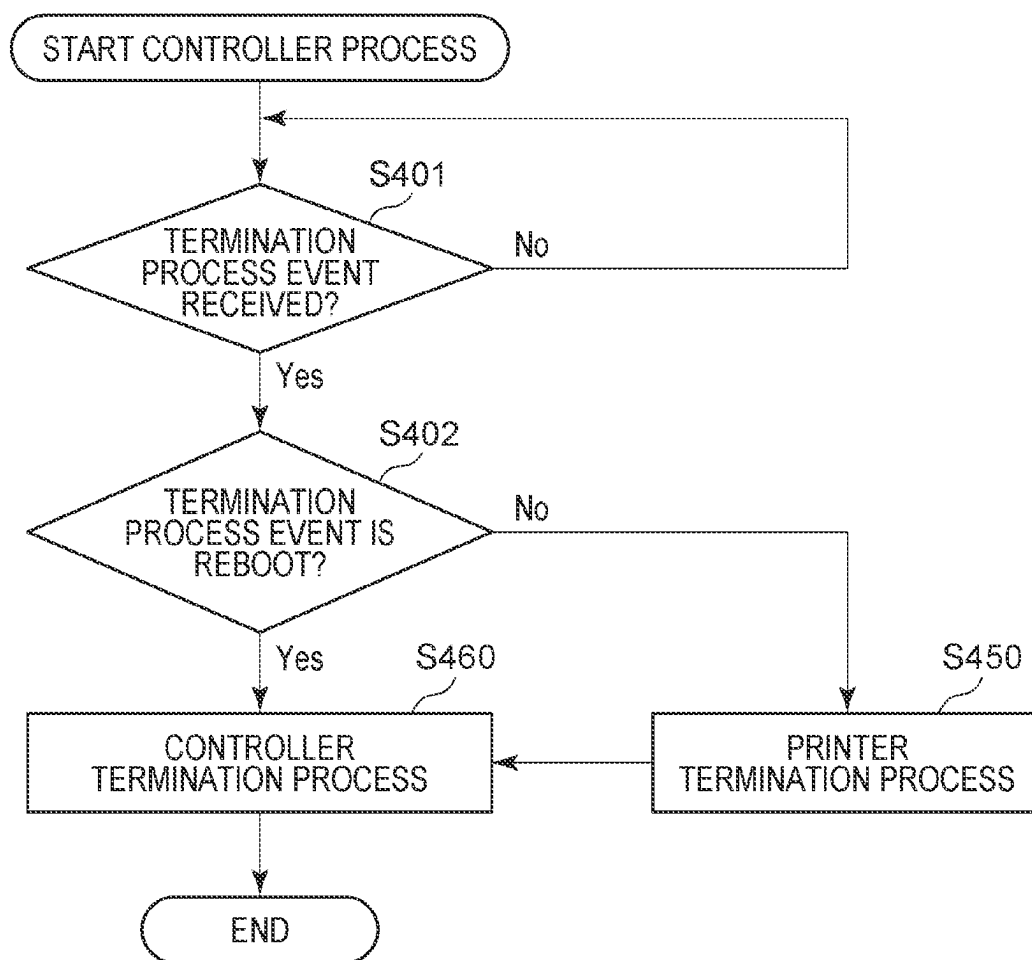 START CONTROLLER PROCESS
S401
TERMINATION
PROCESS EVENT
RECEIVED?
No
Yes
S402
TERMINATION
PROCESS EVENT IS
REBOOT?
No
Yes
S460
S450
CONTROLLER
TERMINATION PROCESS
PRINTER
TERMINATION PROCESS
END